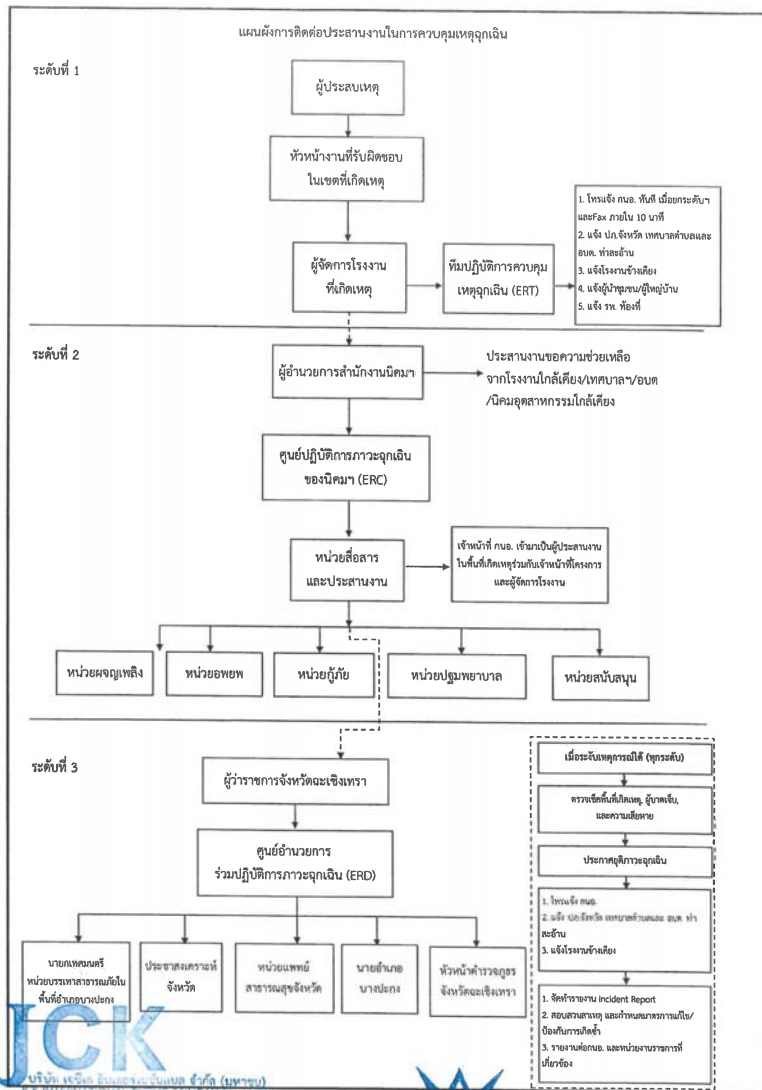 แผนผังการติดต่อประสานงานในการควบคุมเหตุฉุกเฉิน
ระดับที่ 1
ผู้ประสบเหตุ
หัวหน้างานที่รับผิดชอบ
ในเขตที่เกิดเหตุ
ผู้จัดการโรงงาน
ที่เกิดเหตุ
ทีมปฏิบัติการควบคุม
เหตุฉุกเฉิน (ERT)
1. โทรแจ้ง กนอ. ทันที เมื่อยกระดับฯ
และFax ภายใน 10 นาที
2. แจ้ง ปภ.จังหวัด เทศบาลตำบลและ
อบต. ท่าสะอ้าน
3. แจ้งโรงงานข้างเคียง
4. แจ้งผู้นำชุมชน/ผู้ใหญ่บ้าน
5. แจ้ง รพ. ท้องที่
ระดับที่ 2
ผู้อำนวยการสำนักงานนิคมฯ
ประสานงานขอความช่วยเหลือ
จากโรงงานใกล้เคียง/เทศบาลฯ/อบต
/นิคมอุตสาหกรรมใกล้เคียง
ศูนย์ปฏิบัติการภาวะฉุกเฉิน
ของนิคมฯ (ERC)
หน่วยสื่อสาร
และประสานงาน
เจ้าหน้าที่ กนอ. เข้ามาเป็นผู้ประสานงาน
ในพื้นที่เกิดเหตุร่วมกับเจ้าหน้าที่โครงการ
และผู้จัดการโรงงาน
หน่วยผจญเพลิง
หน่วยอพยพ
หน่วยกู้ภัย
หน่วยปฐมพยาบาล
หน่วยสนับสนุน
ระดับที่ 3
ผู้ว่าราชการจังหวัดฉะเชิงเทรา
ศูนย์อำนวยการ
ร่วมปฏิบัติการภาวะฉุกเฉิน (ERD)
นายกเทศมนตรี
หน่วยบรรเทาสาธารณภัยใน
พื้นที่อำเภอบางปะกง
ประชาสงเคราะห์
จังหวัด
หน่วยแพทย์
สาธารณสุขจังหวัด
นายอำเภอ
บางปะกง
หัวหน้าตำรวจภูธร
จังหวัดฉะเชิงเทรา
เมื่อระงับเหตุการณ์ได้ (ทุกระดับ)
ตรวจเช็คพื้นที่เกิดเหตุ, ผู้บาดเจ็บ,
และความเสียหาย
ประกาศยุติภาวะฉุกเฉิน
1. โทรแจ้ง กนอ.
2. แจ้ง ปภ.จังหวัด เทศบาลตำบลและ อบต. ท่า
สะอ้าน
3. แจ้งโรงงานข้างเคียง
1. จัดทำรายงาน Incident Report
2. สอบสวนสาเหตุ และกำหนดมาตรการแก้ไข/
ป้องกันการเกิดซ้ำ
3. รายงานต่อกนอ. และหน่วยงานราชการที่
เกี่ยวข้อง
JCK
บริษัท เจซีเค อินเตอร์เนชั่นแนล จำกัด (มหาชน)